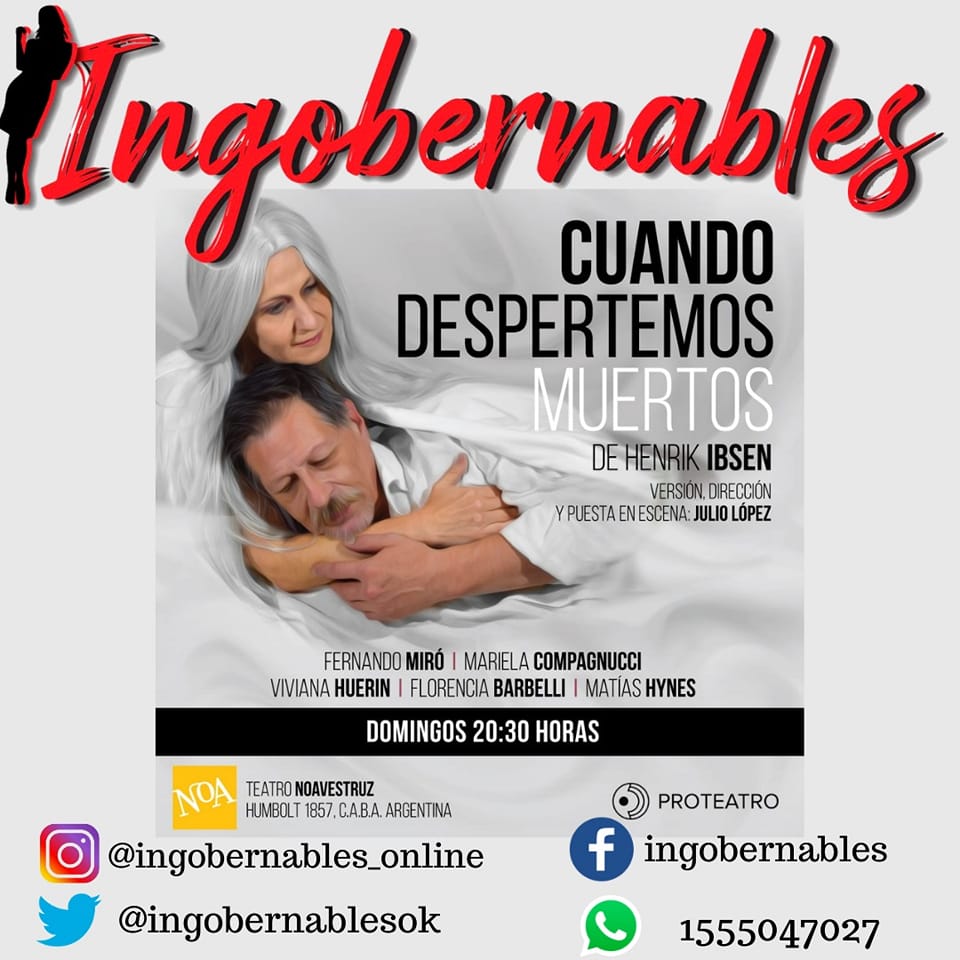 Ingobernables
CUANDO
DESPERTEMOS
MUERTOS
DE HENRIK IBSEN
VERSIÓN, DIRECCIÓN
Y PUESTA EN ESCENA: JULIO LÓPEZ
FERNANDO MIRÓ | MARIELA COMPAGNUCCI
VIVIANA HUERIN | FLORENCIA BARBELLI | MATÍAS HYNES
DOMINGOS 20:30 HORAS
NOA
TEATRO NOAVESTRUZ
HUMBOLT 1857, C.A.B.A. ARGENTINA
PROTEATRO
@ingobernables_online
ingobernables
@ingobernablesok
1555047027